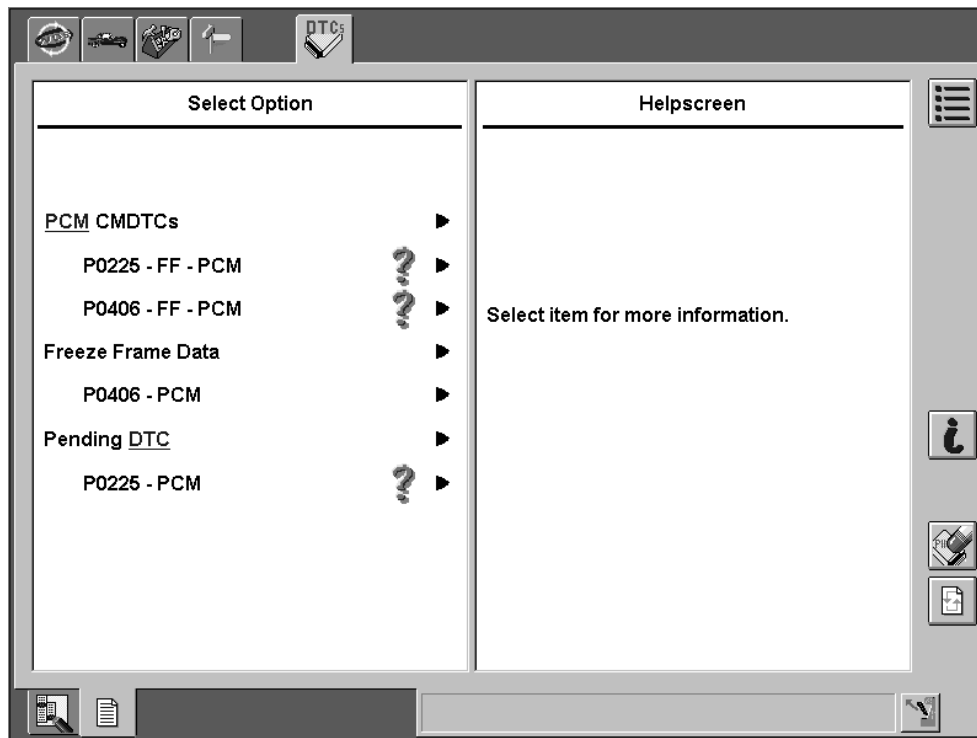 DTCs
Select Option
Helpscreen
PCM CMDTCs
P0225 - FF - PCM
P0406 - FF - PCM
Select item for more information.
Freeze Frame Data
P0406 - PCM
Pending DTC
P0225 - PCM